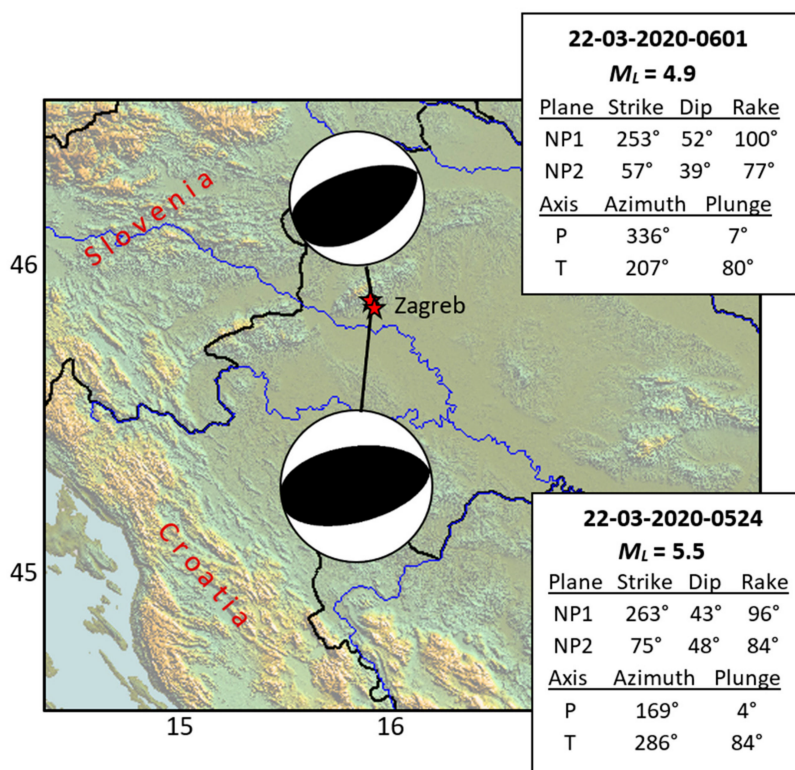 22-03-2020-0601
ML = 4.9
Plane Strike Dip Rake
NP1 253° 52° 100°
NP2 57° 39° 77°
Axis Azimuth Plunge
P 336° 7°
T 207° 80°
Slovenia
46
Zagreb
22-03-2020-0524
ML = 5.5
Plane Strike Dip Rake
NP1 263° 43° 96°
NP2 75° 48° 84°
Axis Azimuth Plunge
P 169° 4°
T 286° 84°
Croatia
45
15 16